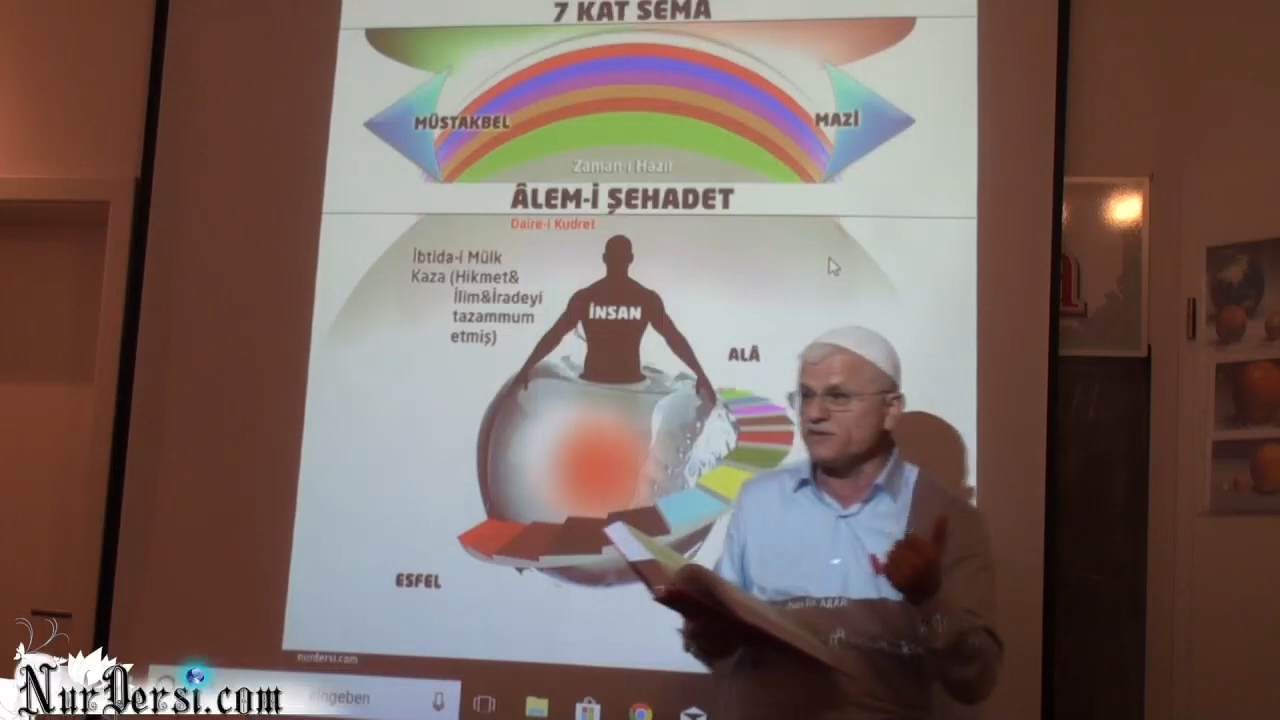 7 KAT SEMA
MÜSTAKBEL
MAZİ
Zaman-ı Hazır
ÂLEM-İ ŞEHADET
Daire-i Kudret
İbtida-i Mülk
Kaza (Hikmet&
İlim&İradeyi
tazammum
etmiş)
İNSAN
ALÂ
ESFEL
nurdersi.com
eingeben
NurDersi.com